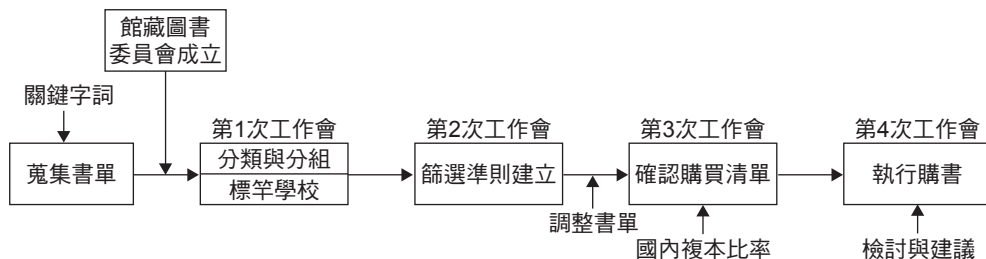 館藏圖書
委員會成立
關鍵字詞
第1次工作會
第2次工作會
第3次工作會
第4次工作會
蒐集書單
分類與分組
標竿學校
篩選準則建立
確認購買清單
執行購書
調整書單
國內複本比率
檢討與建議